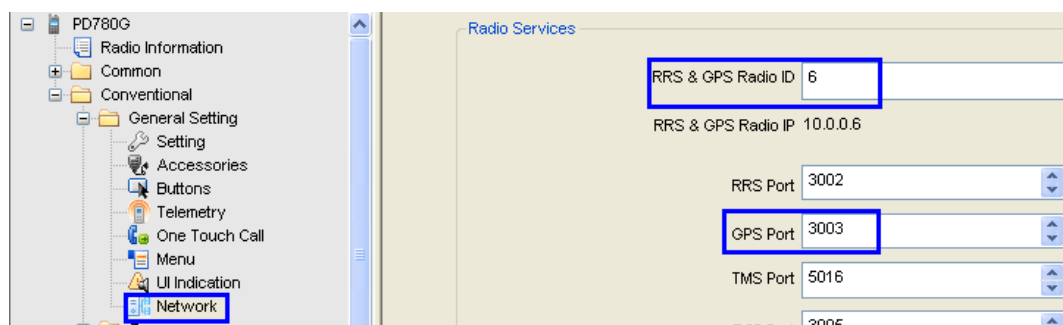 PD780G
Radio Information
Common
Conventional
General Setting
Setting
Accessories
Buttons
Telemetry
One Touch Call
Menu
UI Indication
Network
Radio Services
RRS & GPS Radio ID 6
RRS & GPS Radio IP 10.0.0.6
RRS Port 3002
GPS Port 3003
TMS Port 5016